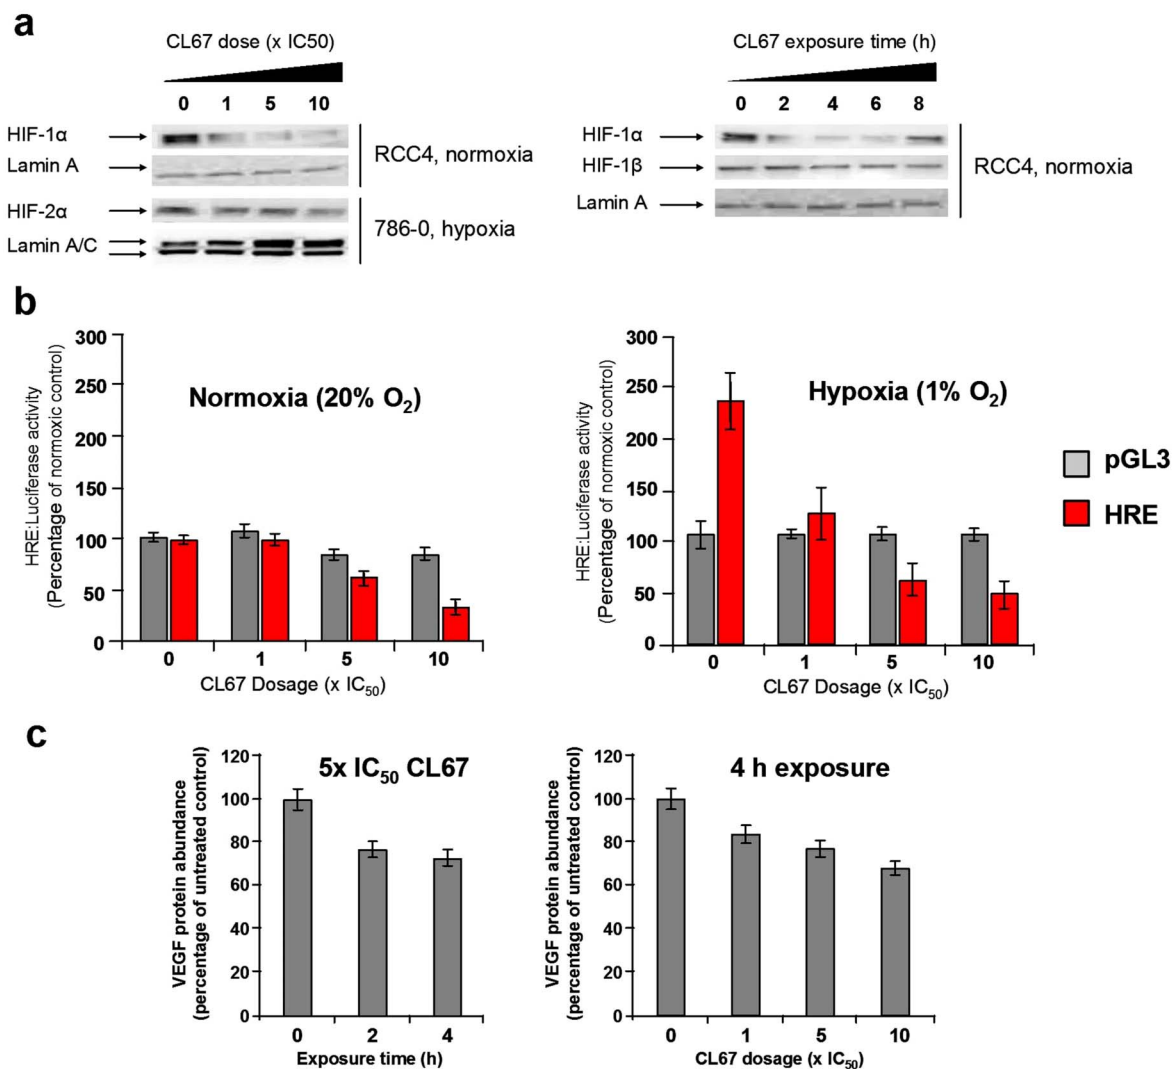 a
CL67 dose (x IC50)
0 1 5 10
HIF-1α
Lamin A
RCC4, normoxia
HIF-2α
Lamin A/C
786-0, hypoxia
CL67 exposure time (h)
0 2 4 6 8
HIF-1α
HIF-1β
Lamin A
RCC4, normoxia
b
HRE:Luciferase activity
(Percentage of normoxic control)
300
250
200
150
100
50
0
Normoxia (20% O₂)
0 1 5 10
CL67 Dosage (x IC₅₀)
HRE:Luciferase activity
(Percentage of normoxic control)
300
250
200
150
100
50
0
Hypoxia (1% O₂)
0 1 5 10
CL67 Dosage (x IC₅₀)
pGL3
HRE
c
VEGF protein abundance
(percentage of untreated control)
120
100
80
60
40
20
0
5x IC₅₀ CL67
0 2 4
Exposure time (h)
VEGF protein abundance
(percentage of untreated control)
120
100
80
60
40
20
0
4 h exposure
0 1 5 10
CL67 dosage (x IC₅₀)